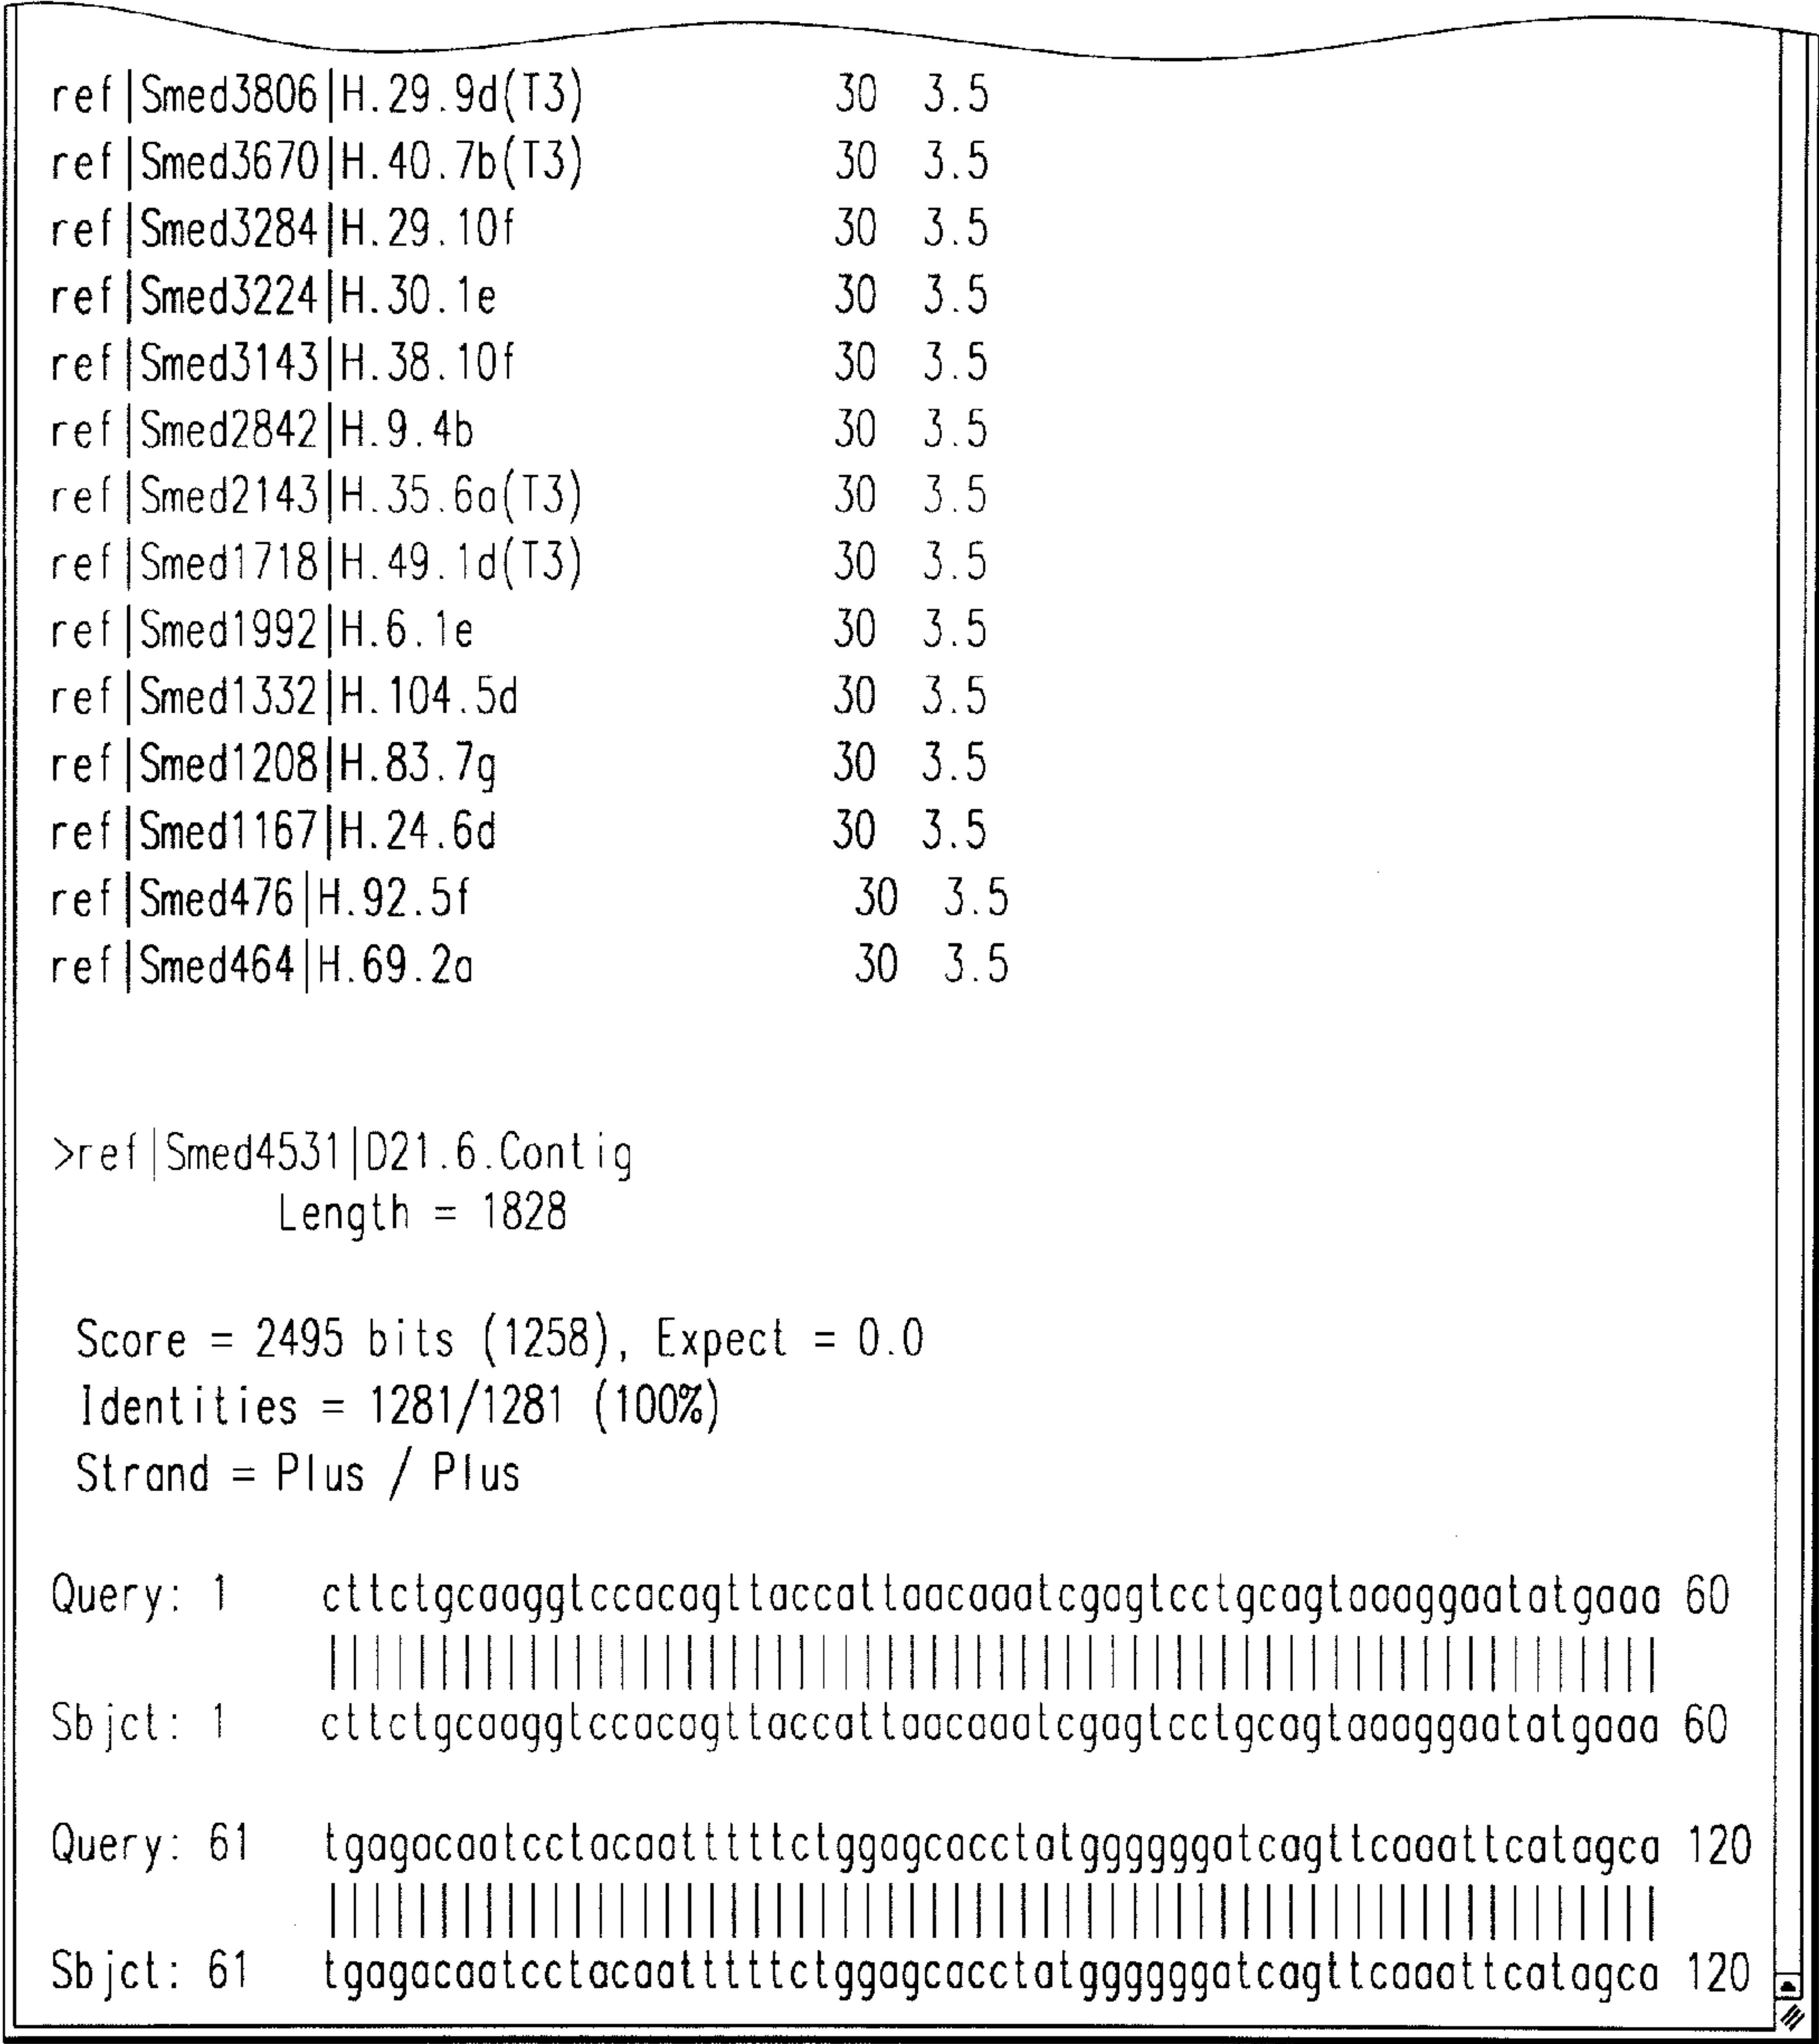 ref|Smed3806|H.29.9d(T3) 30 3.5
ref|Smed3670|H.40.7b(T3) 30 3.5
ref|Smed3284|H.29.10f 30 3.5
ref|Smed3224|H.30.1e 30 3.5
ref|Smed3143|H.38.10f 30 3.5
ref|Smed2842|H.9.4b 30 3.5
ref|Smed2143|H.35.6a(T3) 30 3.5
ref|Smed1718|H.49.1d(T3) 30 3.5
ref|Smed1992|H.6.1e 30 3.5
ref|Smed1332|H.104.5d 30 3.5
ref|Smed1208|H.83.7g 30 3.5
ref|Smed1167|H.24.6d 30 3.5
ref|Smed476|H.92.5f 30 3.5
ref|Smed464|H.69.2a 30 3.5
>ref|Smed4531|D21.6.Contig
Length = 1828
Score = 2495 bits (1258), Expect = 0.0
Identities = 1281/1281 (100%)
Strand = Plus / Plus
Query: 1 cttctgcaaggtccacagttaccattaacaaatcgagtcctgcagtaaaggaatatgaaa 60
||||||||||||||||||||||||||||||||||||||||||||||||||||||||||||
Sbjct: 1 cttctgcaaggtccacagttaccattaacaaatcgagtcctgcagtaaaggaatatgaaa 60
Query: 61 tgagacaatcctacaatttttctggagcacctatggggggatcagttcaaattcatagca 120
||||||||||||||||||||||||||||||||||||||||||||||||||||||||||||
Sbjct: 61 tgagacaatcctacaatttttctggagcacctatggggggatcagttcaaattcatagca 120